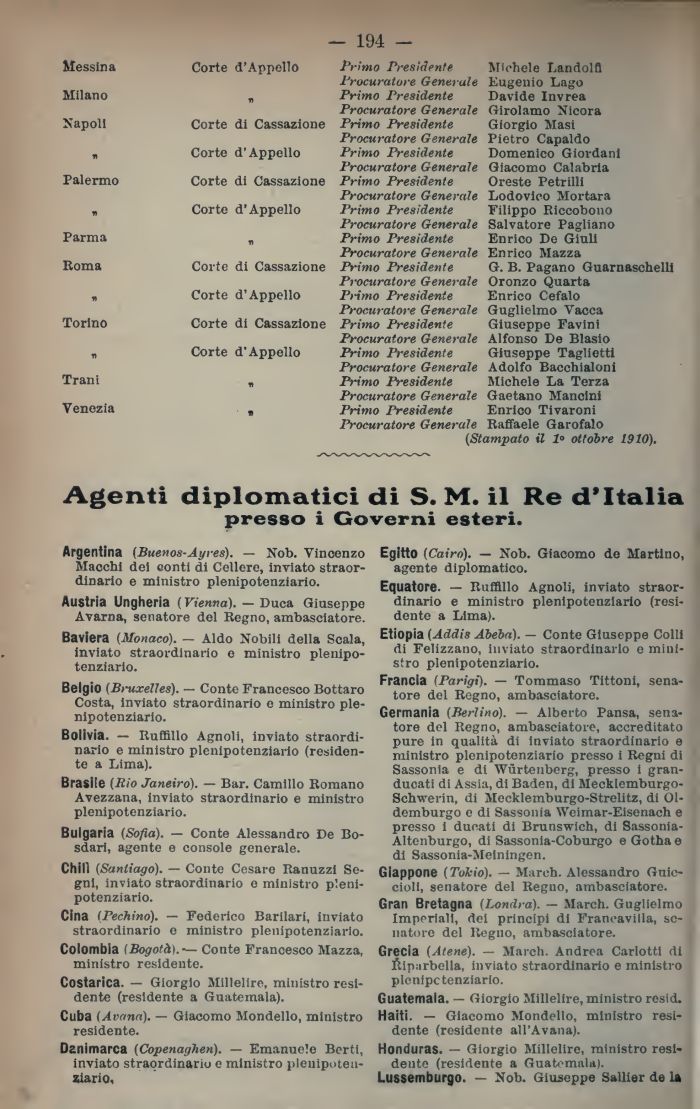 — 194 —
Messina Corte d'Appello Primo Presidente Michele Landolfi
Procuratore Generale Eugenio Lago
Milano „ Primo Presidente Davide Invrea
Procuratore Generale Girolamo Nicora
Napoli Corte di Cassazione Primo Presidente Giorgio Masi
Procuratore Generale Pietro Capaldo
„ Corte d'Appello Primo Presidente Domenico Giordani
Procuratore Generale Giacomo Calabria
Palermo Corte di Cassazione Primo Presidente Oreste Petrilli
Procuratore Generale Lodovico Mortara
„ Corte d'Appello Primo Presidente Filippo Riccobono
Procuratore Generale Salvatore Pagliano
Parma „ Primo Presidente Enrico De Giuli
Procuratore Generale Enrico Mazza
Roma Corte di Cassazione Primo Presidente G. B. Pagano Guarnaschelli
Procuratore Generale Oronzo Quarta
„ Corte d'Appello Primo Presidente Enrico Cefalo
Procuratore Generale Guglielmo Vacca
Torino Corte di Cassazione Primo Presidente Giuseppe Favini
Procuratore Generale Alfonso De Blasio
„ Corte d'Appello Primo Presidente Giuseppe Taglietti
Procuratore Generale Adolfo Bacchialoni
Trani „ Primo Presidente Michele La Terza
Procuratore Generale Gaetano Mancini
Venezia „ Primo Presidente Enrico Tivaroni
Procuratore Generale Raffaele Garofalo
(Stampato il 1º ottobre 1910).
Agenti diplomatici di S. M. il Re d'Italia
presso i Governi esteri.
Argentina (Buenos-Ayres). — Nob. Vincenzo
Macchi dei conti di Cellere, inviato straor-
dinario e ministro plenipotenziario.
Austria Ungheria (Vienna). — Duca Giuseppe
Avarna, senatore del Regno, ambasciatore.
Baviera (Monaco). — Aldo Nobili della Scala,
inviato straordinario e ministro plenipo-
tenziario.
Belgio (Bruxelles). — Conte Francesco Bottaro
Costa, inviato straordinario e ministro ple-
nipotenziario.
Bolivia. — Ruffillo Agnoli, inviato straordi-
nario e ministro plenipotenziario (residen-
te a Lima).
Brasile (Rio Janeiro). — Bar. Camillo Romano
Avezzana, inviato straordinario e ministro
plenipotenziario.
Bulgaria (Sofia). — Conte Alessandro De Bo-
sdari, agente e console generale.
Chili (Santiago). — Conte Cesare Ranuzzi Se-
gni, inviato straordinario e ministro pleni-
potenziario.
Cina (Pechino). — Federico Barilari, inviato
straordinario e ministro plenipotenziario.
Colombia (Bogotà). — Conte Francesco Mazza,
ministro residente.
Costarica. — Giorgio Millelire, ministro resi-
dente (residente a Guatemala).
Cuba (Avana). — Giacomo Mondello, ministro
residente.
Danimarca (Copenaghen). — Emanuele Berti,
inviato straordinario e ministro plenipoten-
ziario.
Egitto (Cairo). — Nob. Giacomo de Martino,
agente diplomatico.
Equatore. — Ruffillo Agnoli, inviato straor-
dinario e ministro plenipotenziario (resi-
dente a Lima).
Etiopia (Addis Abeba). — Conte Giuseppe Colli
di Felizzano, inviato straordinario e mini-
stro plenipotenziario.
Francia (Parigi). — Tommaso Tittoni, sena-
tore del Regno, ambasciatore.
Germania (Berlino). — Alberto Pansa, sena-
tore del Regno, ambasciatore, accreditato
pure in qualità di inviato straordinario e
ministro plenipotenziario presso i Regni di
Sassonia e di Würtenberg, presso i gran-
ducati di Assia, di Baden, di Mecklemburgo-
Schwerin, di Mecklemburgo-Strelitz, di Ol-
demburgo e di Sassonia Weimar-Eisenach e
presso i ducati di Brunswich, di Sassonia-
Altenburgo, di Sassonia-Coburgo e Gotha e
di Sassonia-Meiningen.
Giappone (Tokio). — March. Alessandro Guic-
cioli, senatore del Regno, ambasciatore.
Gran Bretagna (Londra). — March. Guglielmo
Imperiali, dei principi di Francavilla, se-
natore del Regno, ambasciatore.
Grecia (Atene). — March. Andrea Carlotti di
Riparbella, inviato straordinario e ministro
plenipotenziario.
Guatemala. — Giorgio Millelire, ministro resid.
Haiti. — Giacomo Mondello, ministro resi-
dente (residente all'Avana).
Honduras. — Giorgio Millelire, ministro resi-
dente (residente a Guatemala).
Lussemburgo. — Nob. Giuseppe Sallier de la